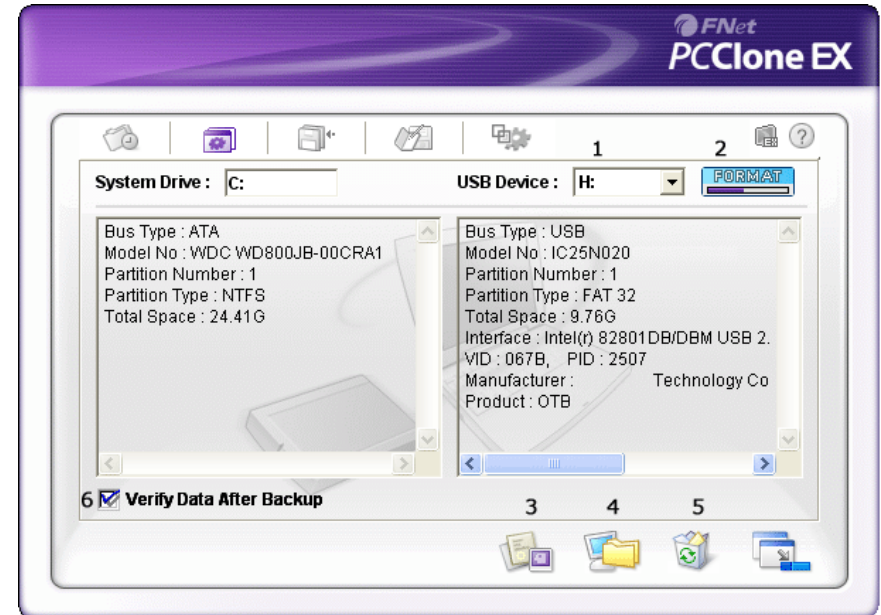 FNet
PCClone EX
1
2
System Drive : C:
USB Device : H:
FORMAT
Bus Type : ATA
Model No : WDC WD800JB-00CRA1
Partition Number : 1
Partition Type : NTFS
Total Space : 24.41G
Bus Type : USB
Model No : IC25N020
Partition Number : 1
Partition Type : FAT 32
Total Space : 9.76G
Interface : Intel(r) 82801DB/DBM USB 2.
VID : 067B, PID : 2507
Manufacturer : Technology Co
Product : OTB
6 Verify Data After Backup
3
4
5